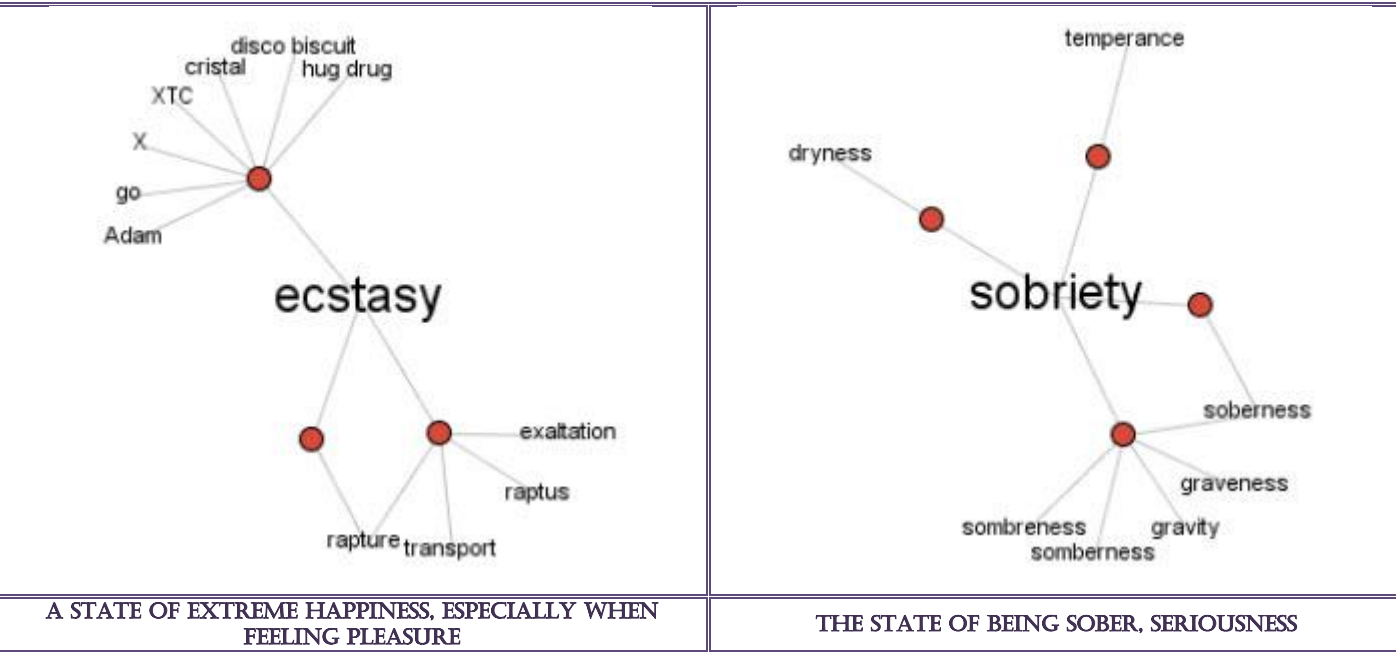 disco biscuit
cristal
hug drug
XTC
X
go
Adam
ecstasy
exaltation
raptus
rapture
transport
A STATE OF EXTREME HAPPINESS, ESPECIALLY WHEN
FEELING PLEASURE
temperance
dryness
sobriety
soberness
graveness
sombreness
gravity
somberness
THE STATE OF BEING SOBER, SERIOUSNESS